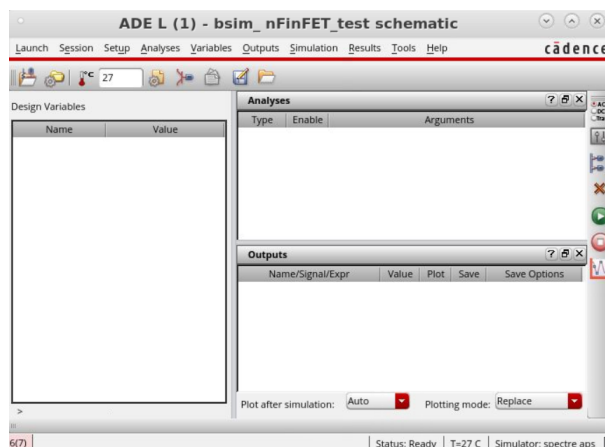 ADE L (1) - bsim_ nFinFET_test schematic
Launch Session Setup Analyses Variables Outputs Simulation Results Tools Help
cādence
°C 27
Design Variables
Name Value
Analyses
Type Enable Arguments
Outputs
Name/Signal/Expr Value Plot Save Save Options
Plot after simulation: Auto Plotting mode: Replace
>
6(7) Status: Ready T=27 C Simulator: spectre aps